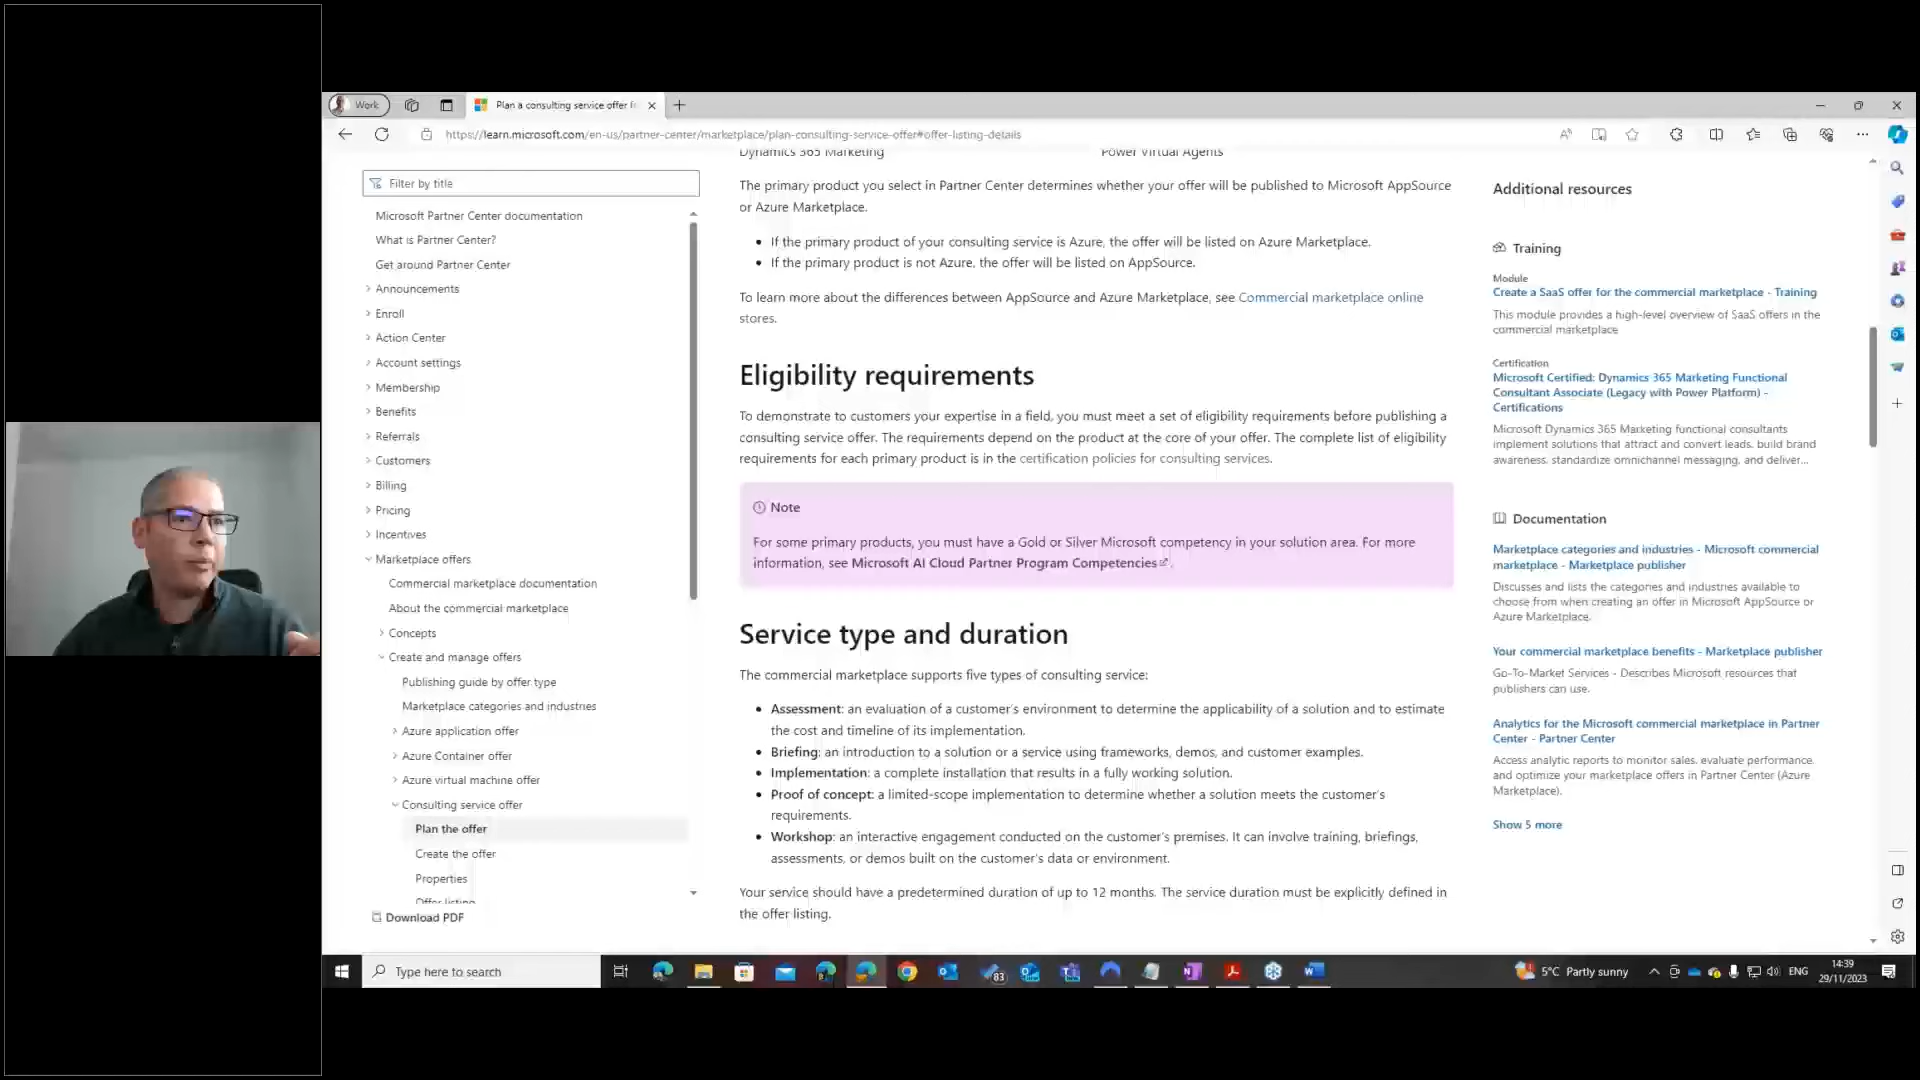 Work
Plan a consulting service offer f
https://learn.microsoft.com/en-us/partner-center/marketplace/plan-consulting-service-offer#offer-listing-details
Filter by title
Microsoft Partner Center documentation
What is Partner Center?
Get around Partner Center
Announcements
Enroll
Action Center
Account settings
Membership
Benefits
Referrals
Customers
Billing
Pricing
Incentives
Marketplace offers
Commercial marketplace documentation
About the commercial marketplace
Concepts
Create and manage offers
Publishing guide by offer type
Marketplace categories and industries
Azure application offer
Azure Container offer
Azure virtual machine offer
Consulting service offer
Plan the offer
Create the offer
Properties
Offer listing
Download PDF
Dynamics 365 Marketing
Power Virtual Agents
The primary product you select in Partner Center determines whether your offer will be published to Microsoft AppSource
or Azure Marketplace.
• If the primary product of your consulting service is Azure, the offer will be listed on Azure Marketplace.
• If the primary product is not Azure, the offer will be listed on AppSource.
To learn more about the differences between AppSource and Azure Marketplace, see Commercial marketplace online
stores.
Eligibility requirements
To demonstrate to customers your expertise in a field, you must meet a set of eligibility requirements before publishing a
consulting service offer. The requirements depend on the product at the core of your offer. The complete list of eligibility
requirements for each primary product is in the certification policies for consulting services.
Note
For some primary products, you must have a Gold or Silver Microsoft competency in your solution area. For more
information, see Microsoft AI Cloud Partner Program Competencies.
Service type and duration
The commercial marketplace supports five types of consulting service:
• Assessment: an evaluation of a customer's environment to determine the applicability of a solution and to estimate
the cost and timeline of its implementation.
• Briefing: an introduction to a solution or a service using frameworks, demos, and customer examples.
• Implementation: a complete installation that results in a fully working solution.
• Proof of concept: a limited-scope implementation to determine whether a solution meets the customer's
requirements.
• Workshop: an interactive engagement conducted on the customer's premises. It can involve training, briefings,
assessments, or demos built on the customer's data or environment.
Your service should have a predetermined duration of up to 12 months. The service duration must be explicitly defined in
the offer listing.
Additional resources
Training
Module
Create a SaaS offer for the commercial marketplace - Training
This module provides a high-level overview of SaaS offers in the
commercial marketplace
Certification
Microsoft Certified: Dynamics 365 Marketing Functional
Consultant Associate (Legacy with Power Platform) -
Certifications
Microsoft Dynamics 365 Marketing functional consultants
implement solutions that attract and convert leads, build brand
awareness, standardize omnichannel messaging, and deliver...
Documentation
Marketplace categories and industries - Microsoft commercial
marketplace - Marketplace publisher
Discusses and lists the categories and industries available to
choose from when creating an offer in Microsoft AppSource or
Azure Marketplace.
Your commercial marketplace benefits - Marketplace publisher
Go-To-Market Services - Describes Microsoft resources that
publishers can use.
Analytics for the Microsoft commercial marketplace in Partner
Center - Partner Center
Access analytic reports to monitor sales, evaluate performance,
and optimize your marketplace offers in Partner Center (Azure
Marketplace).
Show 5 more
Type here to search
83
5°C Partly sunny
ENG
14:39
29/11/2023